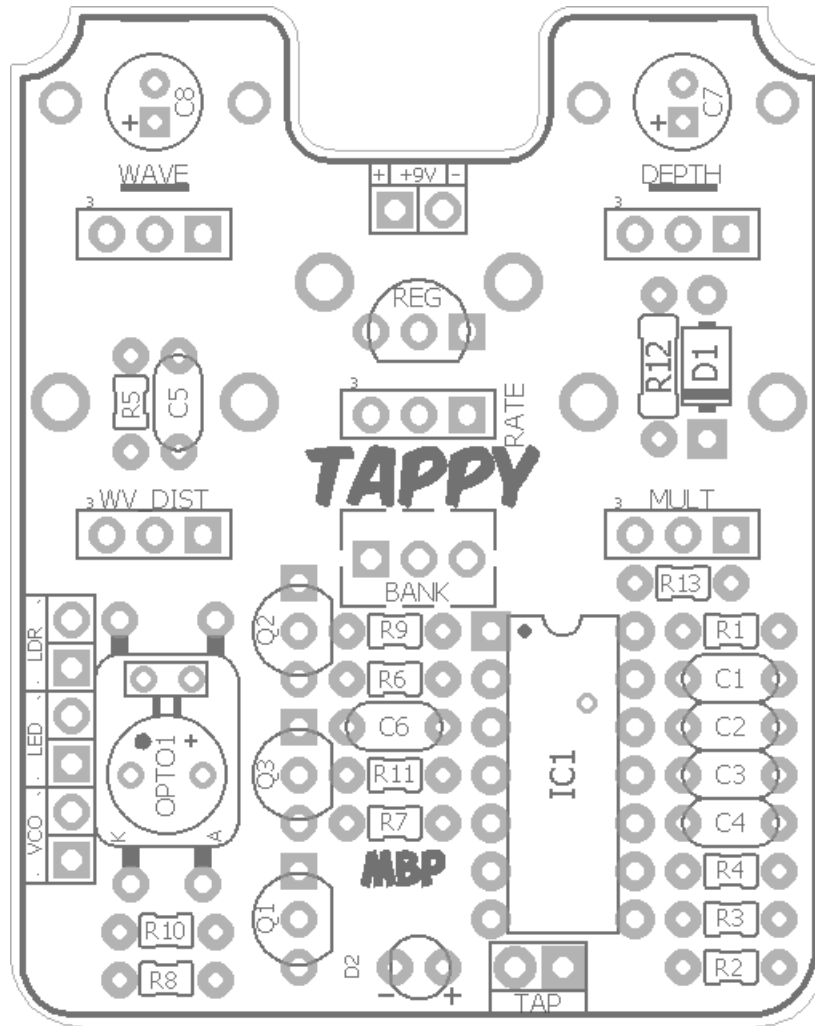 C8
C7
+
+
WAVE
+ +9V -
DEPTH
3
3
REG
R12
D1
3
R5
C5
RATE
TAPPY
3
WV_DIST
3
MULT
BANK
R13
LDR
Q2
R9
R1
R6
C1
LED
C6
C2
+
OPTO1
Q3
R11
IC1
C3
R7
C4
VCO
K
A
MBP
R4
Q1
R10
R3
D2
R8
R2
-
+
TAP